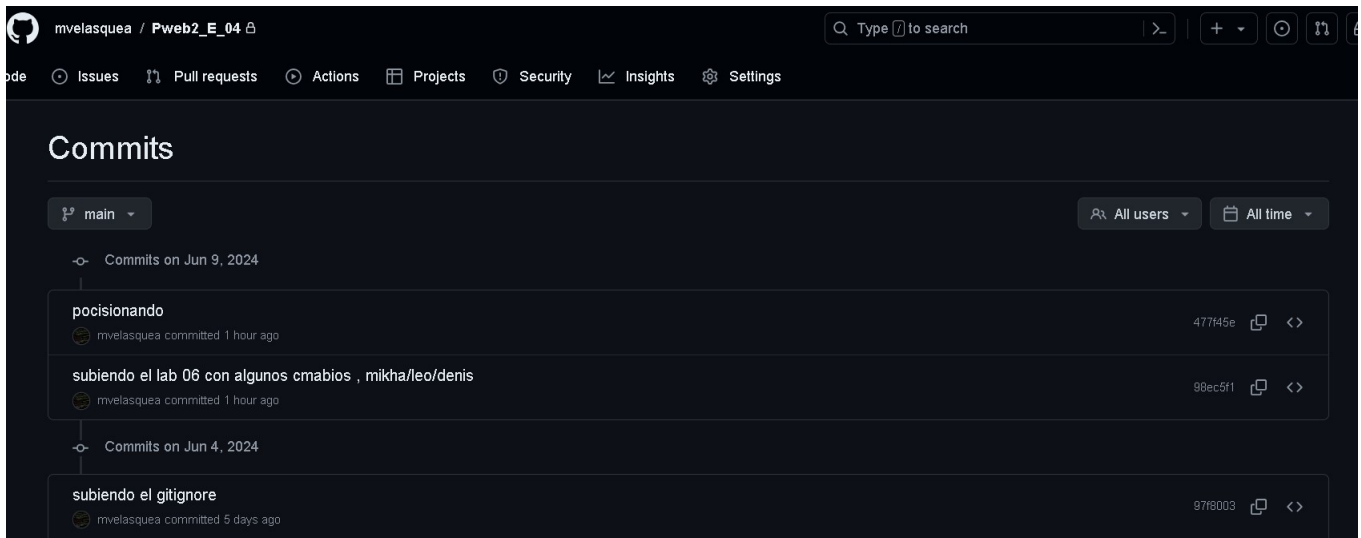 mvelasquea / Pweb2_E_04
Type / to search
Issues Pull requests Actions Projects Security Insights Settings
Commits
main All users All time
Commits on Jun 9, 2024
pocisionando
mvelasquea committed 1 hour ago
477f45e
subiendo el lab 06 con algunos cmabios , mikha/leo/denis
mvelasquea committed 1 hour ago
98ec5f1
Commits on Jun 4, 2024
subiendo el gitignore
mvelasquea committed 5 days ago
97f8003